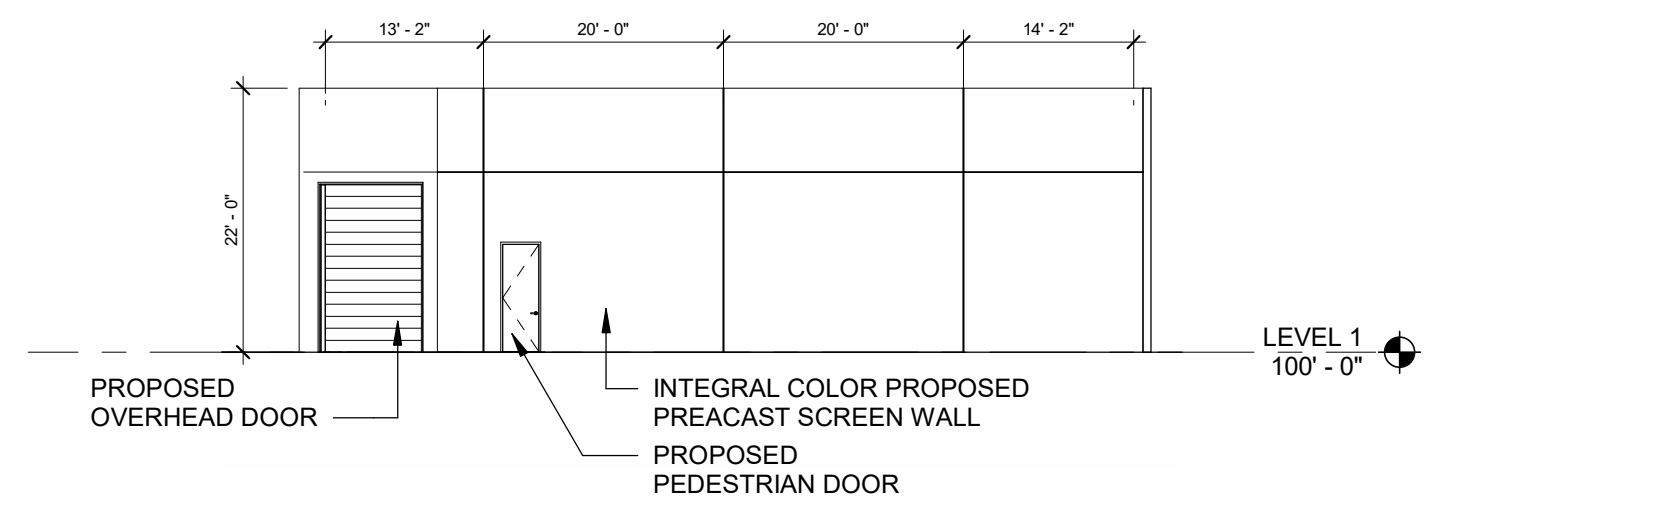 13' - 2"
20' - 0"
20' - 0"
14' - 2"
22' - 0"
LEVEL 1
100' - 0"
PROPOSED
OVERHEAD DOOR
INTEGRAL COLOR PROPOSED
PREACAST SCREEN WALL
PROPOSED
PEDESTRIAN DOOR